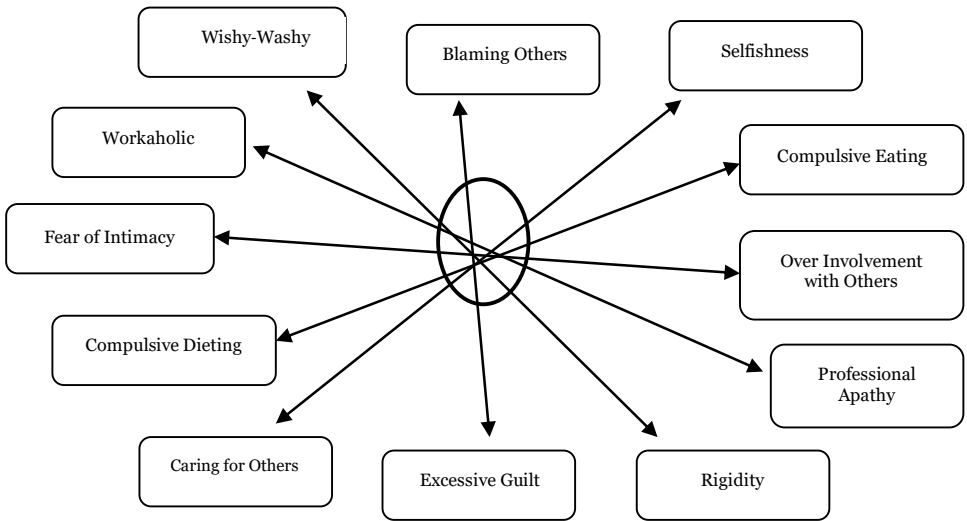 Wishy-Washy
Blaming Others
Selfishness
Workaholic
Compulsive Eating
Fear of Intimacy
Over Involvement
with Others
Compulsive Dieting
Professional
Apathy
Caring for Others
Excessive Guilt
Rigidity